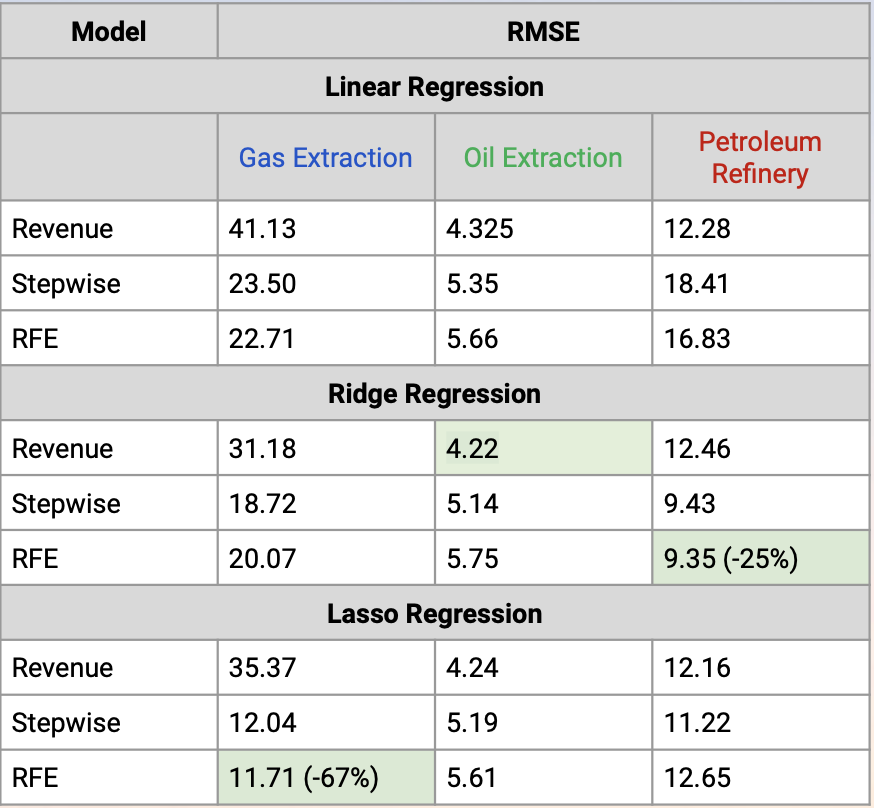 Model RMSE
Linear Regression
Gas Extraction Oil Extraction Petroleum
Refinery
Revenue 41.13 4.325 12.28
Stepwise 23.50 5.35 18.41
RFE 22.71 5.66 16.83
Ridge Regression
Revenue 31.18 4.22 12.46
Stepwise 18.72 5.14 9.43
RFE 20.07 5.75 9.35 (-25%)
Lasso Regression
Revenue 35.37 4.24 12.16
Stepwise 12.04 5.19 11.22
RFE 11.71 (-67%) 5.61 12.65